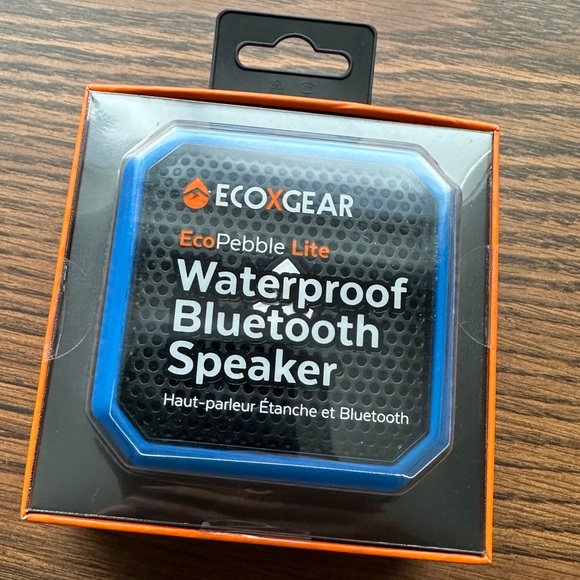 ECOXGEAR
EcoPebble Lite
Waterproof
Bluetooth
Speaker
Haut-parleur Étanche et Bluetooth